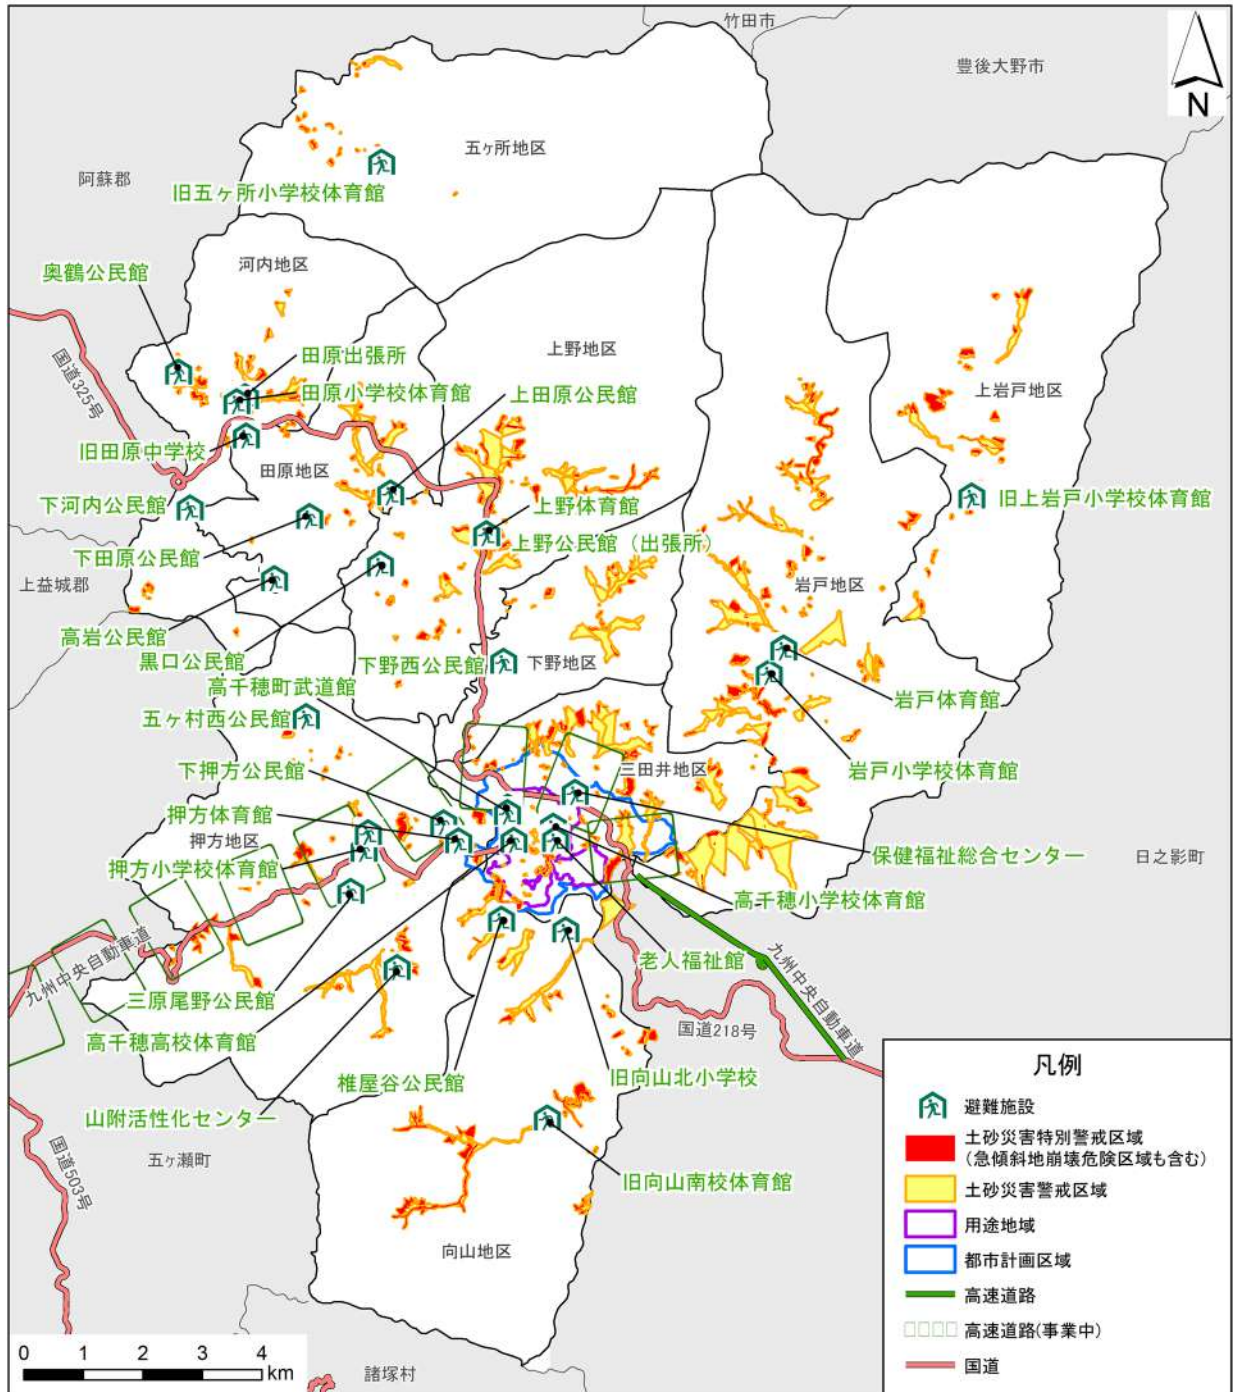 竹田市
豊後大野市
N
五ヶ所地区
阿蘇郡
旧五ヶ所小学校体育館
河内地区
奥鶴公民館
田原出張所
上野地区
国道325号
田原小学校体育館
上田原公民館
上岩戸地区
旧田原中学校
田原地区
下河内公民館
旧上岩戸小学校体育館
上野体育館
上野公民館（出張所）
下田原公民館
上益城郡
岩戸地区
高岩公民館
黒口公民館
下野西公民館
下野地区
高千穂町武道館
岩戸体育館
五ヶ村西公民館
下押方公民館
三田井地区
岩戸小学校体育館
押方体育館
押方地区
押方小学校体育館
保健福祉総合センター
日之影町
高千穂小学校体育館
九州中央自動車道
老人福祉館
九州中央自動車道
三原尾野公民館
国道218号
高千穂高校体育館
椎屋谷公民館
旧向山北小学校
山附活性化センター
五ヶ瀬町
国道503号
旧向山南校体育館
向山地区
諸塚村
凡例
避難施設
土砂災害特別警戒区域
（急傾斜地崩壊危険区域も含む）
土砂災害警戒区域
用途地域
都市計画区域
高速道路
高速道路(事業中)
国道
0 1 2 3 4
km